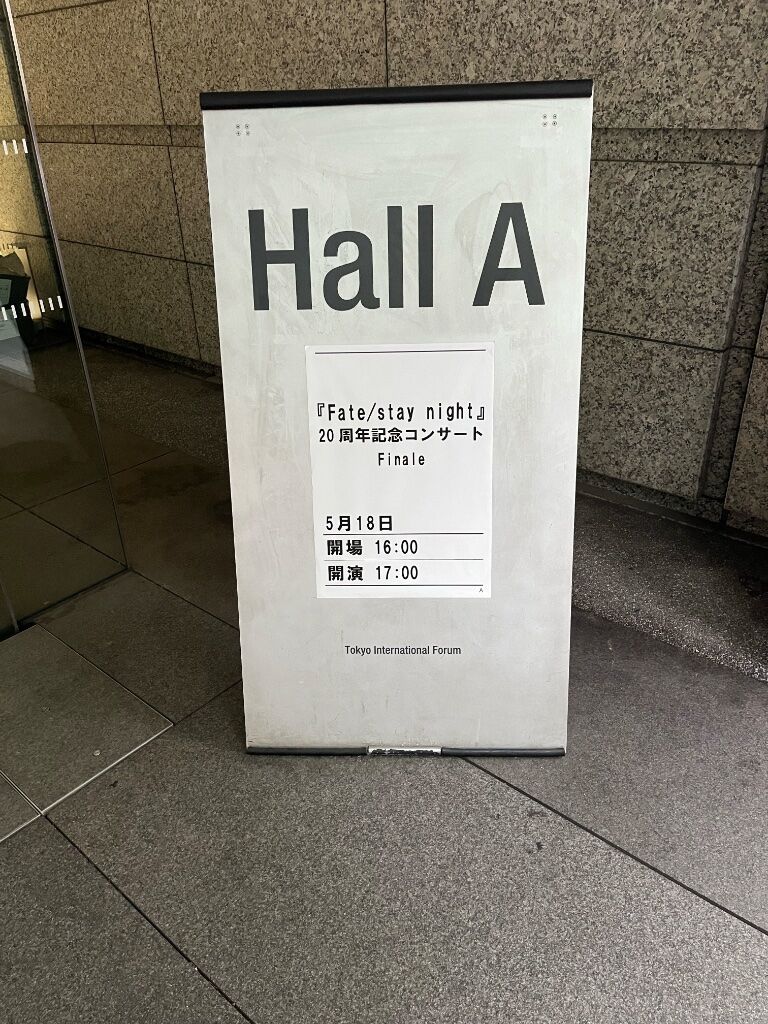 Hall A
『Fate/stay night』
20周年記念コンサート
Finale
5月18日
開場 16:00
開演 17:00
A
Tokyo International Forum